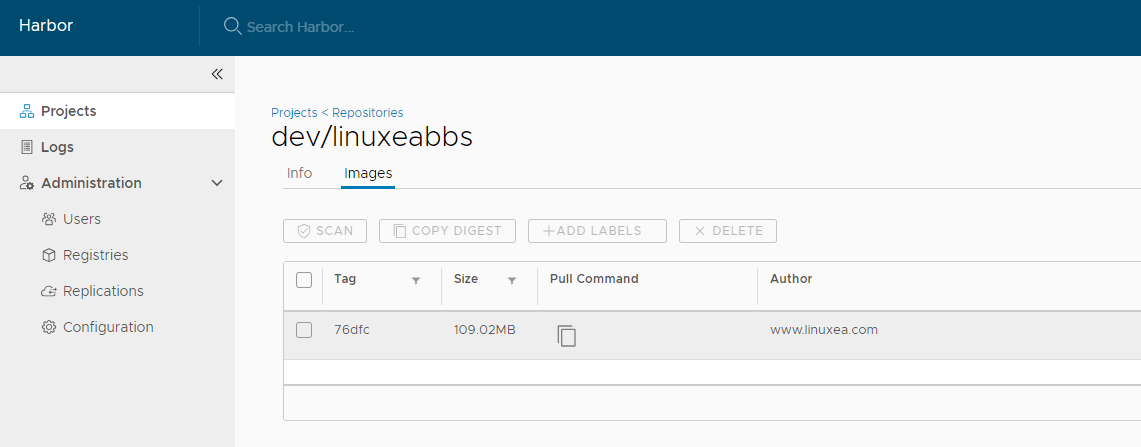 Harbor
Search Harbor...
Projects
Logs
Administration
Users
Registries
Replications
Configuration
Projects < Repositories
dev/linuxeabbs
Info Images
SCAN COPY DIGEST +ADD LABELS DELETE
Tag Size Pull Command Author
76dfc 109.02MB www.linuxea.com